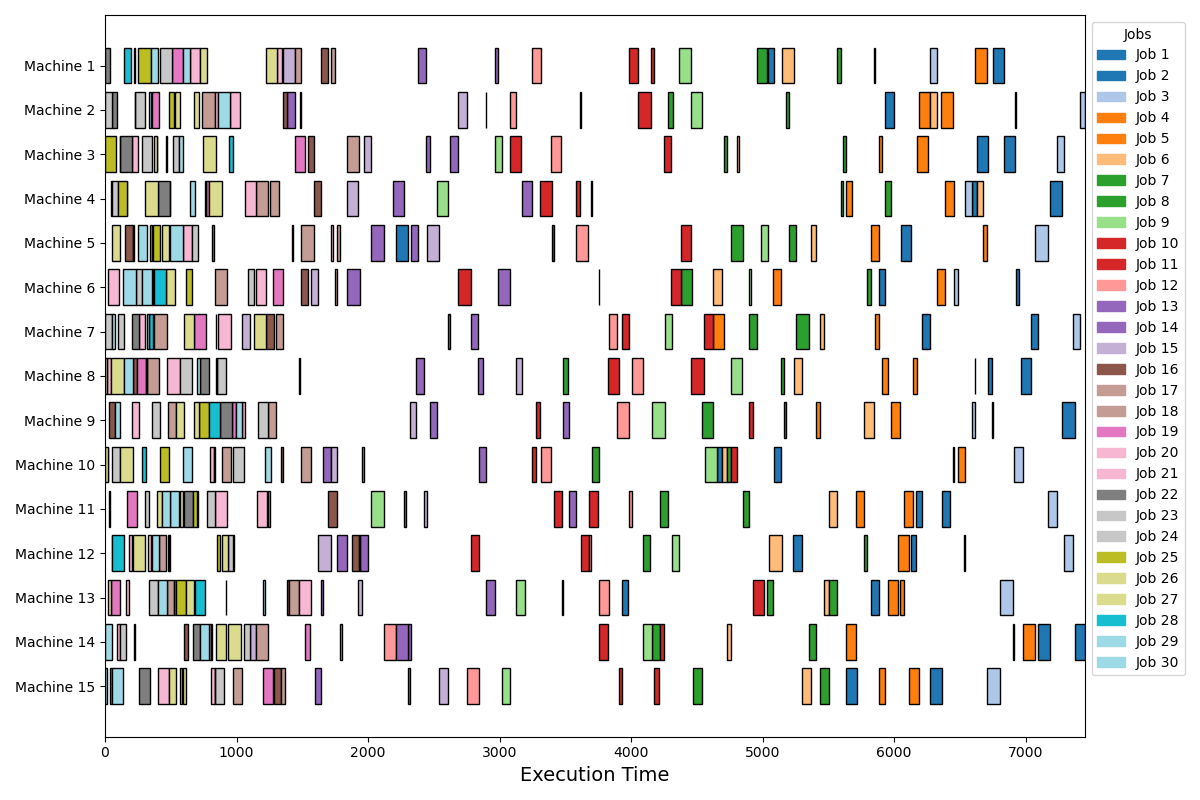 Machine 1
Machine 2
Machine 3
Machine 4
Machine 5
Machine 6
Machine 7
Machine 8
Machine 9
Machine 10
Machine 11
Machine 12
Machine 13
Machine 14
Machine 15
0 1000 2000 3000 4000 5000 6000 7000
Execution Time
Jobs
Job 1
Job 2
Job 3
Job 4
Job 5
Job 6
Job 7
Job 8
Job 9
Job 10
Job 11
Job 12
Job 13
Job 14
Job 15
Job 16
Job 17
Job 18
Job 19
Job 20
Job 21
Job 22
Job 23
Job 24
Job 25
Job 26
Job 27
Job 28
Job 29
Job 30